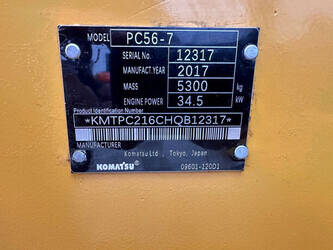 MODEL PC56-7
SERIAL NO. 12317
MANUFACT.YEAR 2017
MASS 5300 kg
ENGINE POWER 34.5 kW
Product Identification Number
*KMTPC216CHQB12317*
MANUFACTURER
Komatsu Ltd., Tokyo, Japan
KOMATSU 09601-12001